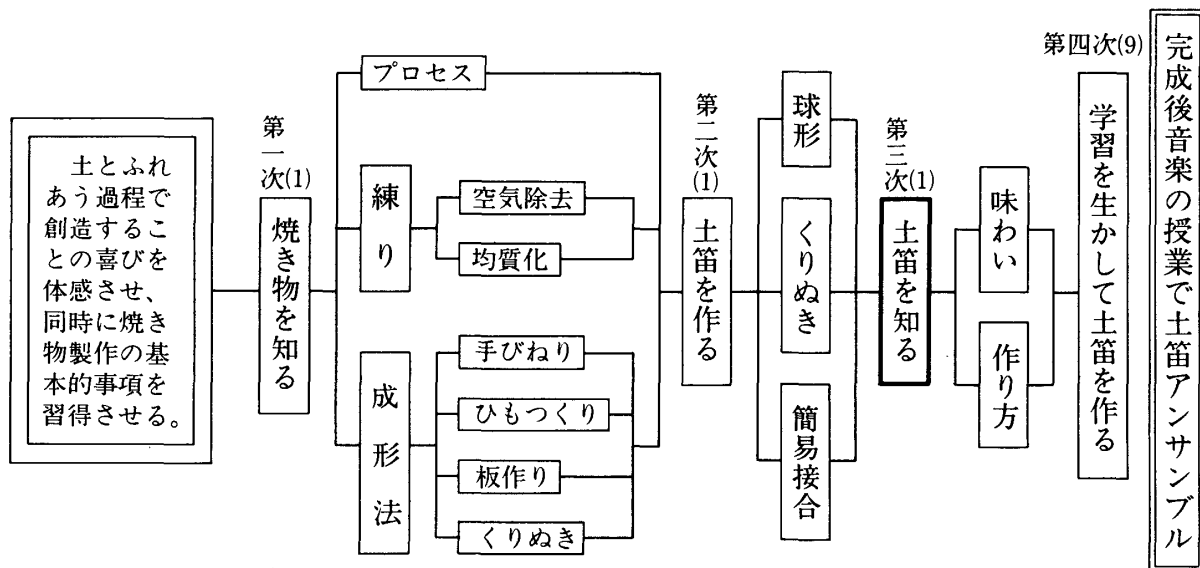 土とふれ
あう過程で
創造するこ
との喜びを
体感させ、
同時に焼き
物製作の基
本的事項を
習得させる。
第一次(1)
焼き物を知る
プロセス
練り
空気除去
均質化
成形法
手びねり
ひもつくり
板作り
くりぬき
第二次(1)
土笛を作る
球形
くりぬき
簡易接合
第三次(1)
土笛を知る
味わい
作り方
第四次(9)
学習を生かして土笛を作る
完成後音楽の授業で土笛アンサンブル